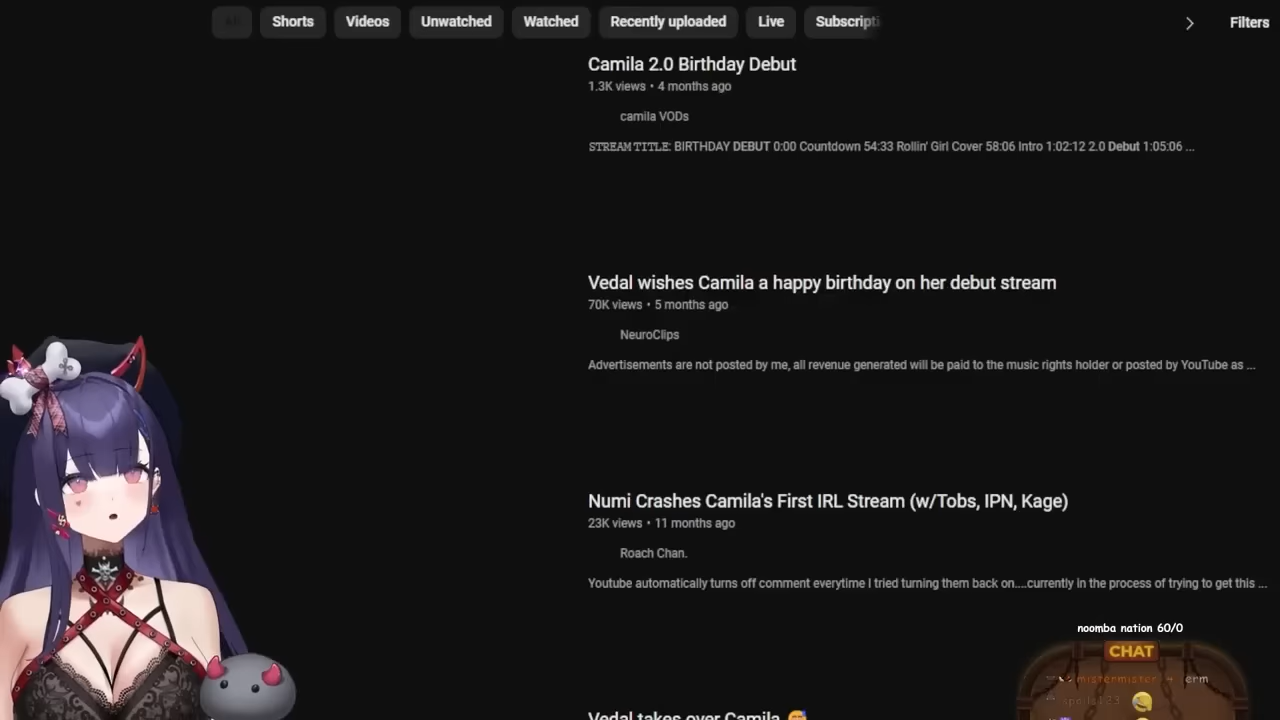 Shorts
Videos
Unwatched
Watched
Recently uploaded
Live
Subscripti
Filters
Camila 2.0 Birthday Debut
1.3K views • 4 months ago
camila VODs
STREAM TITLE: BIRTHDAY DEBUT 0:00 Countdown 54:33 Rollin' Girl Cover 58:06 Intro 1:02:12 2.0 Debut 1:05:06 ...
Vedal wishes Camila a happy birthday on her debut stream
70K views • 5 months ago
NeuroClips
Advertisements are not posted by me, all revenue generated will be paid to the music rights holder or posted by YouTube as ...
Numi Crashes Camila's First IRL Stream (w/Tobs, IPN, Kage)
23K views • 11 months ago
Roach Chan.
Youtube automatically turns off comment everytime I tried turning them back on....currently in the process of trying to get this ...
noomba nation 60/0
CHAT
mistermister
erm
Vedal takes over Camila